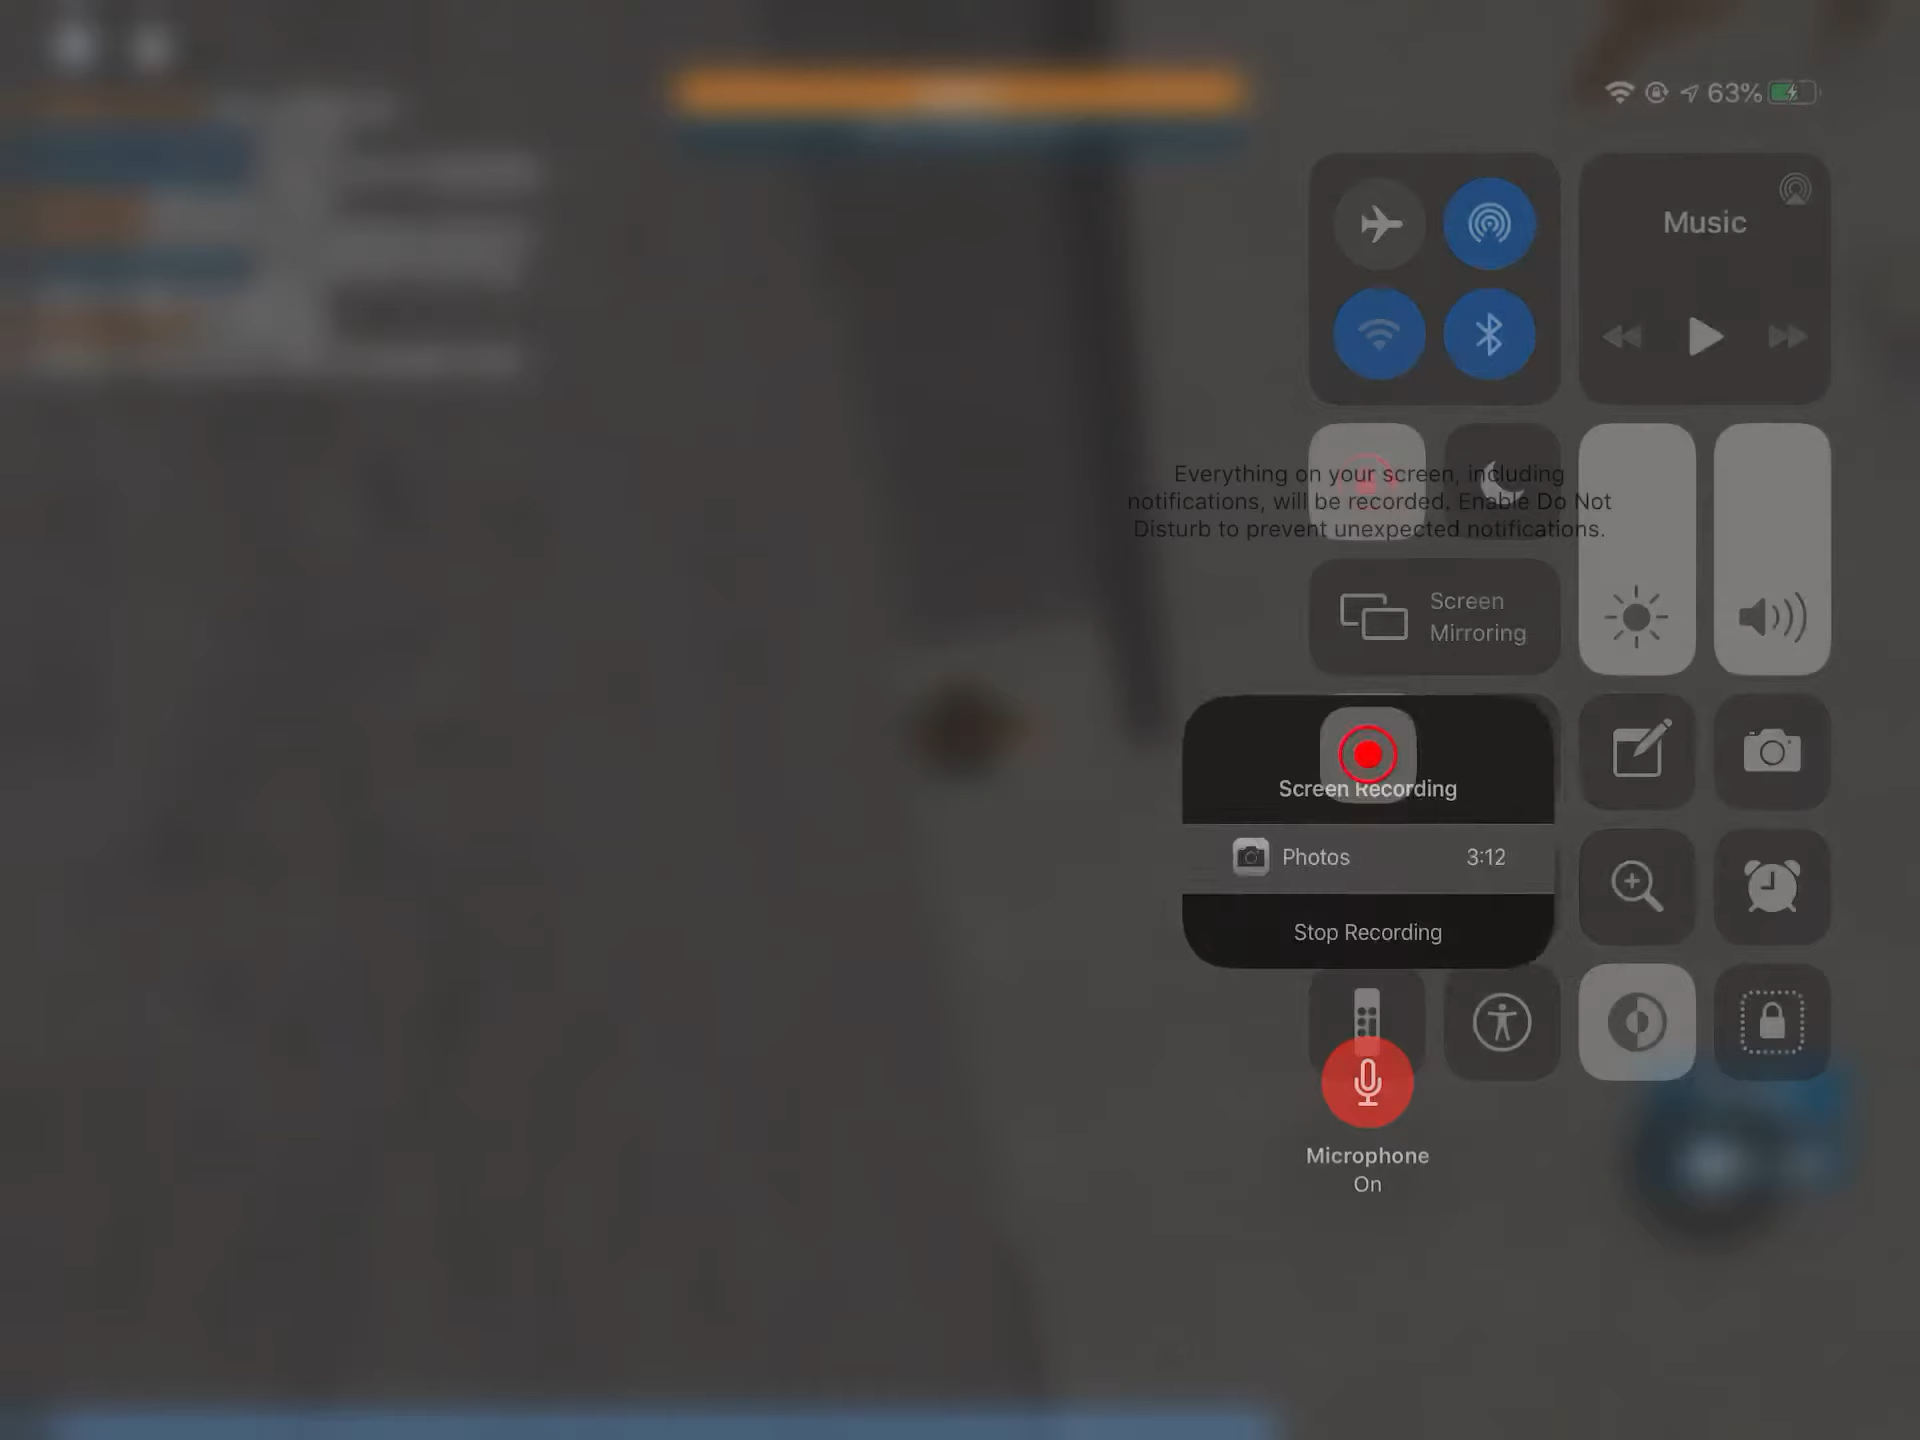 63%
Music
Everything on your screen, including
notifications, will be recorded. Enable Do Not
Disturb to prevent unexpected notifications.
Screen
Mirroring
Screen Recording
Photos 3:12
Stop Recording
Microphone
On